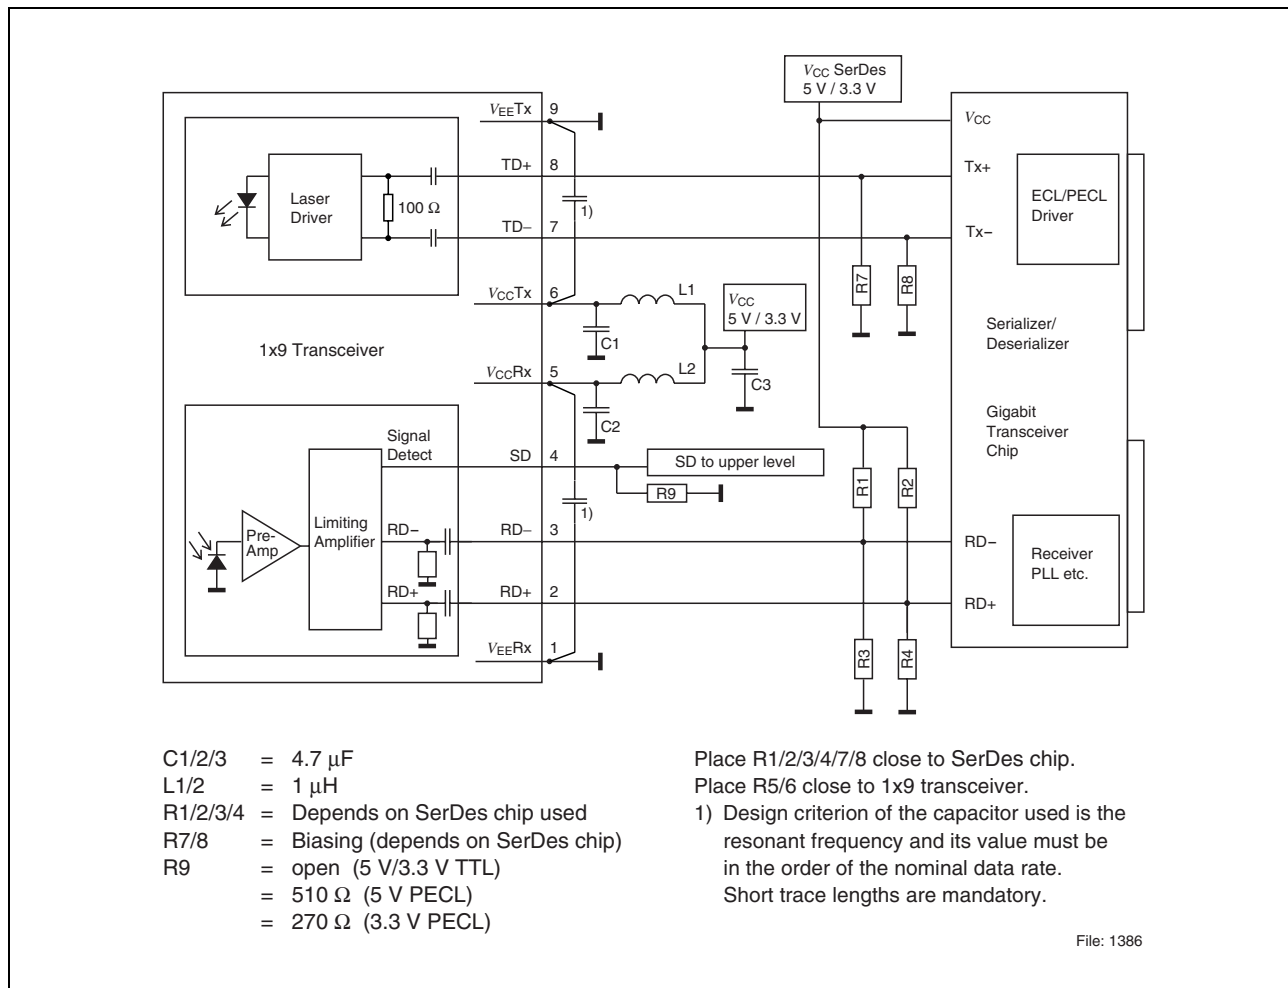 VCC SerDes
5 V / 3.3 V
VEETx 9
VCC
TD+ 8
Tx+
Laser
Driver
100 Ω
1)
ECL/PECL
Driver
TD− 7
Tx−
R7
R8
VCCTx 6
L1
VCC
5 V / 3.3 V
C1
Serializer/
Deserializer
1x9 Transceiver
VCCRx 5
L2
C3
C2
Gigabit
Transceiver
Chip
Signal
Detect
SD 4
SD to upper level
R9
R1
R2
1)
Pre-
Amp
Limiting
Amplifier
RD−
RD− 3
RD−
Receiver
PLL etc.
RD+
RD+ 2
RD+
VEERx 1
R3
R4
C1/2/3 = 4.7 μF
L1/2 = 1 μH
R1/2/3/4 = Depends on SerDes chip used
R7/8 = Biasing (depends on SerDes chip)
R9 = open (5 V/3.3 V TTL)
= 510 Ω (5 V PECL)
= 270 Ω (3.3 V PECL)
Place R1/2/3/4/7/8 close to SerDes chip.
Place R5/6 close to 1x9 transceiver.
1) Design criterion of the capacitor used is the
resonant frequency and its value must be
in the order of the nominal data rate.
Short trace lengths are mandatory.
File: 1386